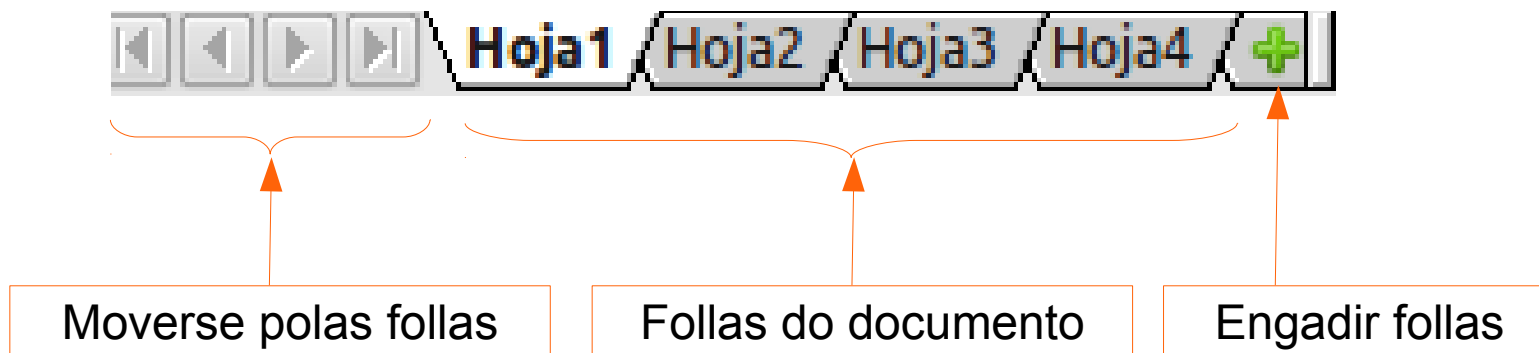 Hoja1 Hoja2 Hoja3 Hoja4
Moverse polas follas
Follas do documento
Engadir follas